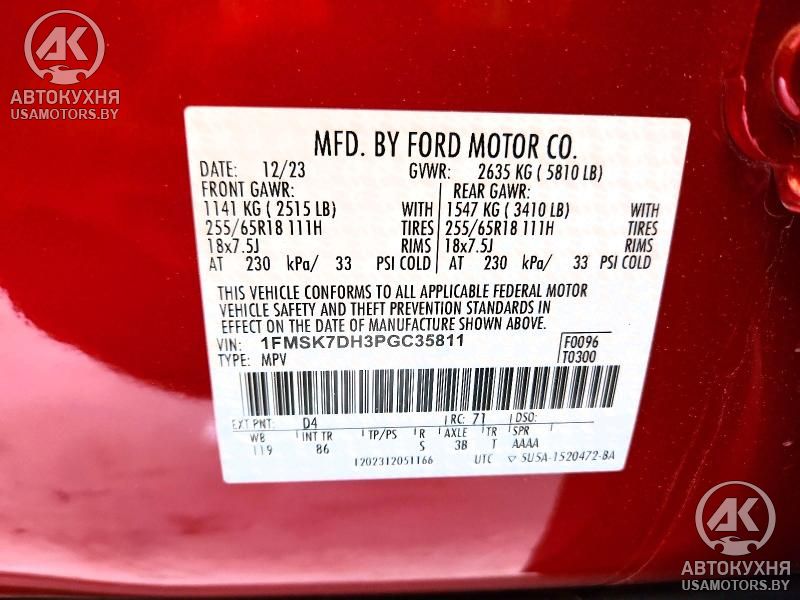 AK
АВТОКУХНЯ
USAMOTORS.BY
MFD. BY FORD MOTOR CO.
DATE: 12/23 GVWR: 2635 KG ( 5810 LB)
FRONT GAWR: REAR GAWR:
1141 KG ( 2515 LB) WITH 1547 KG ( 3410 LB) WITH
255/65R18 111H TIRES 255/65R18 111H TIRES
18x7.5J RIMS 18x7.5J RIMS
AT 230 kPa/ 33 PSI COLD AT 230 kPa/ 33 PSI COLD
THIS VEHICLE CONFORMS TO ALL APPLICABLE FEDERAL MOTOR
VEHICLE SAFETY AND THEFT PREVENTION STANDARDS IN
EFFECT ON THE DATE OF MANUFACTURE SHOWN ABOVE.
VIN: 1FMSK7DH3PGC35811 F0096
TYPE: MPV T0300
EXT PNT: D4 RC: 71 DSO:
WB INT TR TP/PS R AXLE TR SPR
119 86 S 3B T AAAA
1202312051166 UTC ▽ SU5A-1520472-BA
AK
АВТОКУХНЯ
USAMOTORS.BY